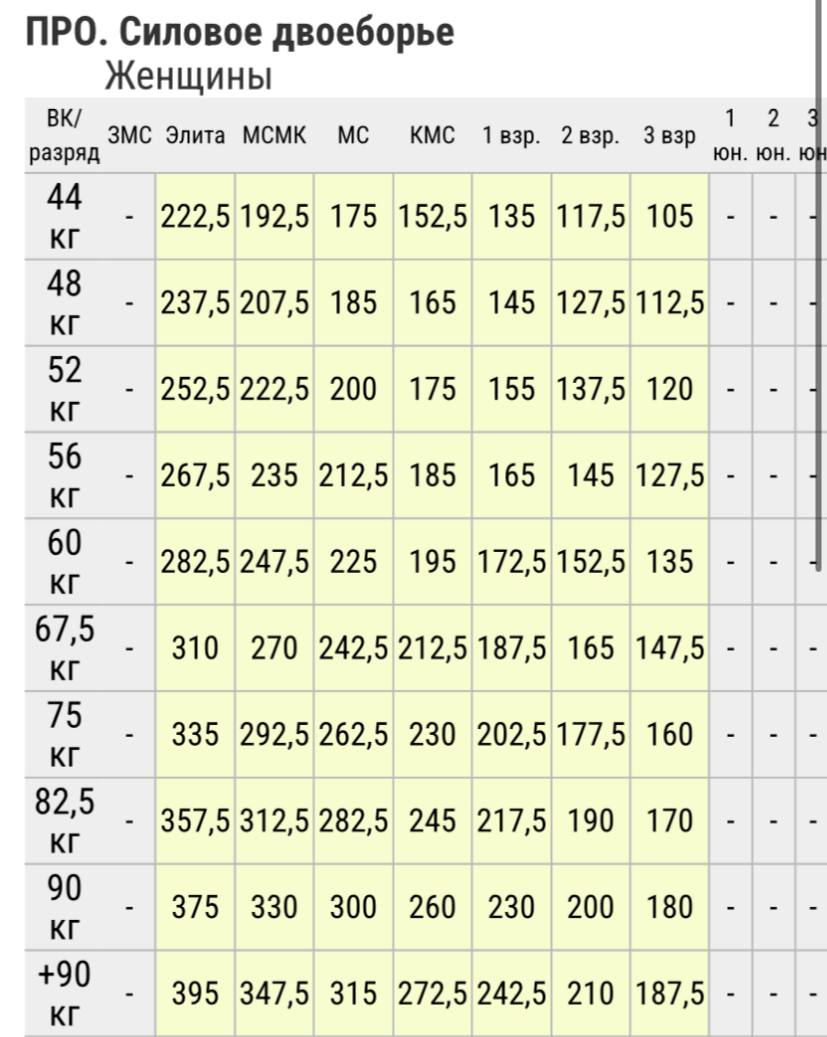 ПРО. Силовое двоеборье
Женщины
ВК/разряд ЗМС Элита МСМК МС КМС 1 взр. 2 взр. 3 взр 1 юн. 2 юн. 3 юн
44 кг - 222,5 192,5 175 152,5 135 117,5 105 - - -
48 кг - 237,5 207,5 185 165 145 127,5 112,5 - - -
52 кг - 252,5 222,5 200 175 155 137,5 120 - - -
56 кг - 267,5 235 212,5 185 165 145 127,5 - - -
60 кг - 282,5 247,5 225 195 172,5 152,5 135 - - -
67,5 кг - 310 270 242,5 212,5 187,5 165 147,5 - - -
75 кг - 335 292,5 262,5 230 202,5 177,5 160 - - -
82,5 кг - 357,5 312,5 282,5 245 217,5 190 170 - - -
90 кг - 375 330 300 260 230 200 180 - - -
+90 кг - 395 347,5 315 272,5 242,5 210 187,5 - - -